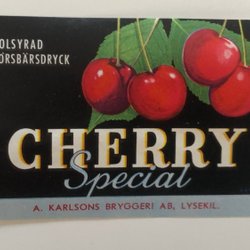 OLSYRAD
ÖRSBÄRSDRYCK
CHERRY
Special
A. KARLSONS BRYGGERI AB, LYSEKIL.